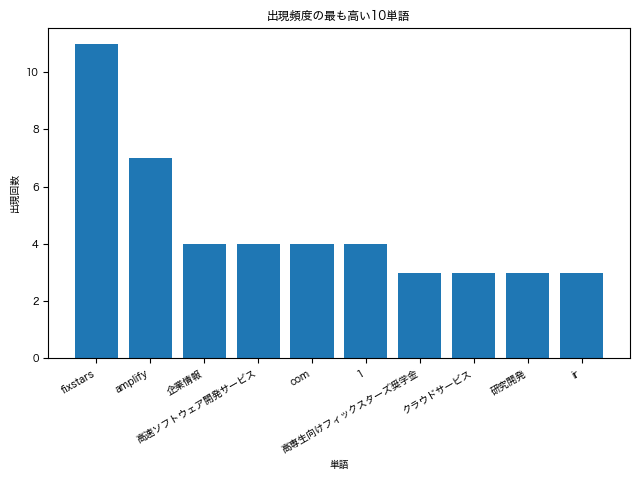 出現頻度の最も高い10単語
出現回数
10
8
6
4
2
0
fixstars
amplify
企業情報
高速ソフトウェア開発サービス
com
1
高専生向けフィックスターズ奨学金
クラウドサービス
研究開発
ir
単語